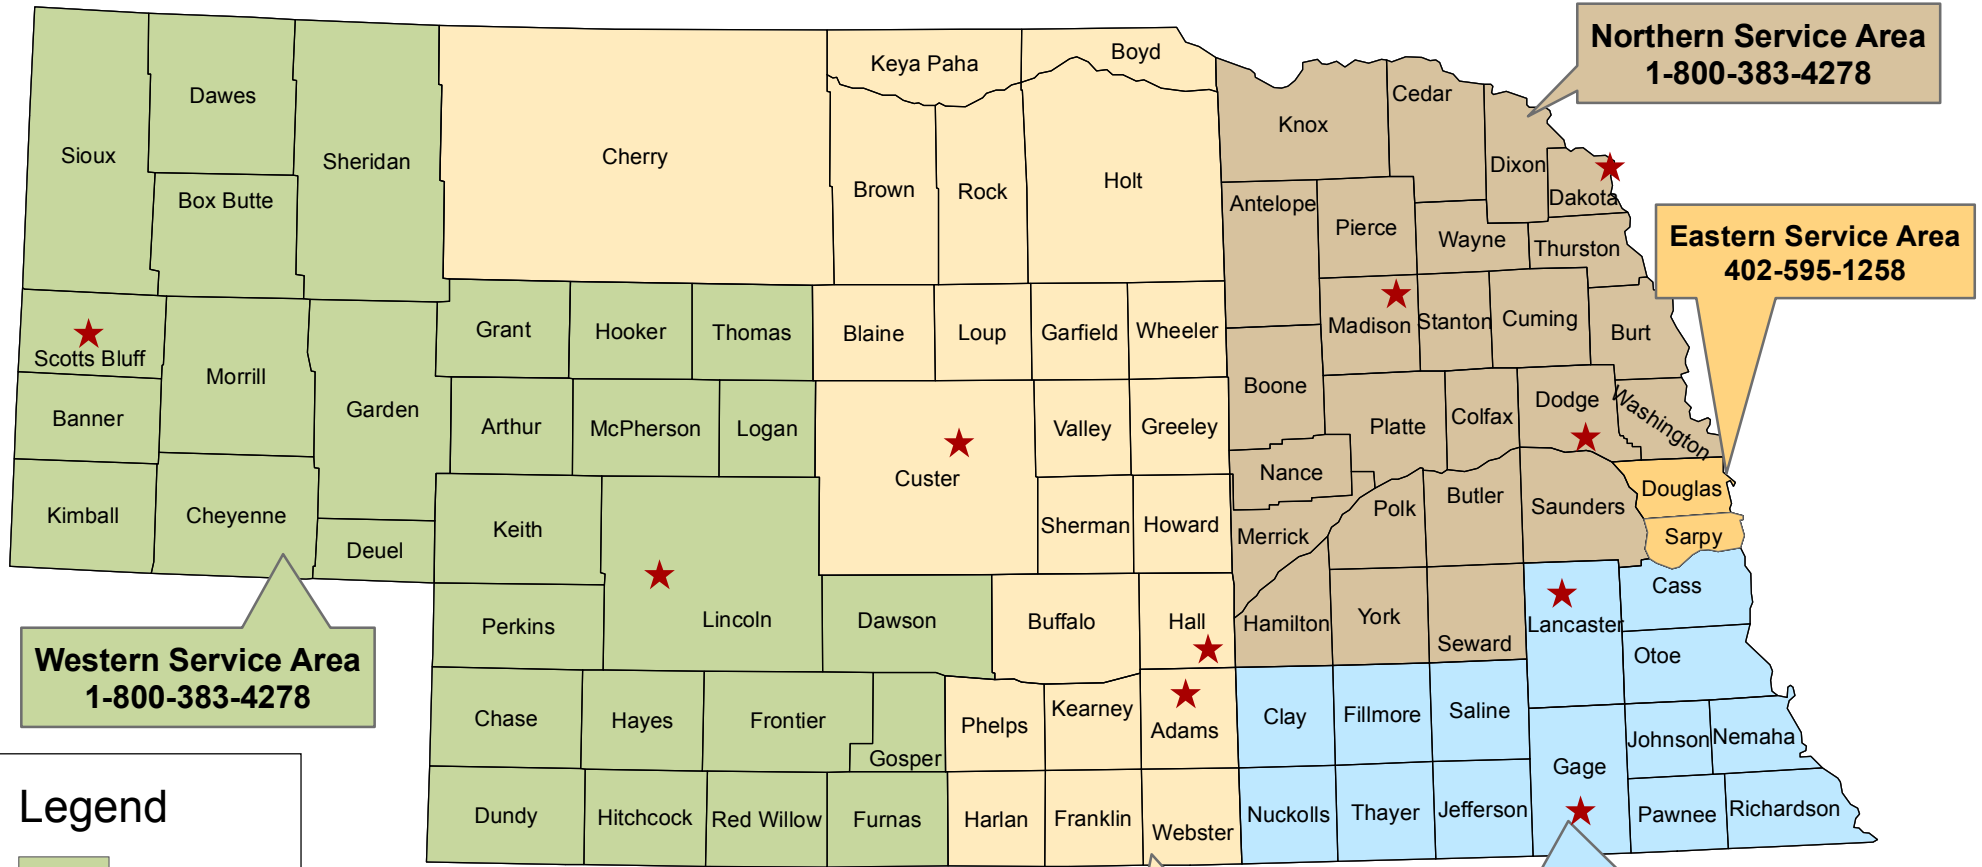 Northern Service Area
1-800-383-4278
Eastern Service Area
402-595-1258
Western Service Area
1-800-383-4278
Legend
Sioux
Dawes
Box Butte
Sheridan
Scotts Bluff
Banner
Kimball
Morrill
Cheyenne
Garden
Deuel
Grant
Hooker
Thomas
Arthur
McPherson
Logan
Keith
Lincoln
Perkins
Dawson
Chase
Hayes
Frontier
Gosper
Dundy
Hitchcock
Red Willow
Furnas
Cherry
Keya Paha
Boyd
Brown
Rock
Holt
Blaine
Loup
Garfield
Wheeler
Custer
Valley
Greeley
Sherman
Howard
Buffalo
Hall
Phelps
Kearney
Adams
Harlan
Franklin
Webster
Knox
Cedar
Dixon
Dakota
Antelope
Pierce
Wayne
Thurston
Madison
Stanton
Cuming
Burt
Boone
Platte
Colfax
Dodge
Washington
Nance
Merrick
Polk
Butler
Saunders
Hamilton
York
Seward
Douglas
Sarpy
Cass
Lancaster
Otoe
Clay
Fillmore
Saline
Gage
Johnson
Nemaha
Nuckolls
Thayer
Jefferson
Pawnee
Richardson